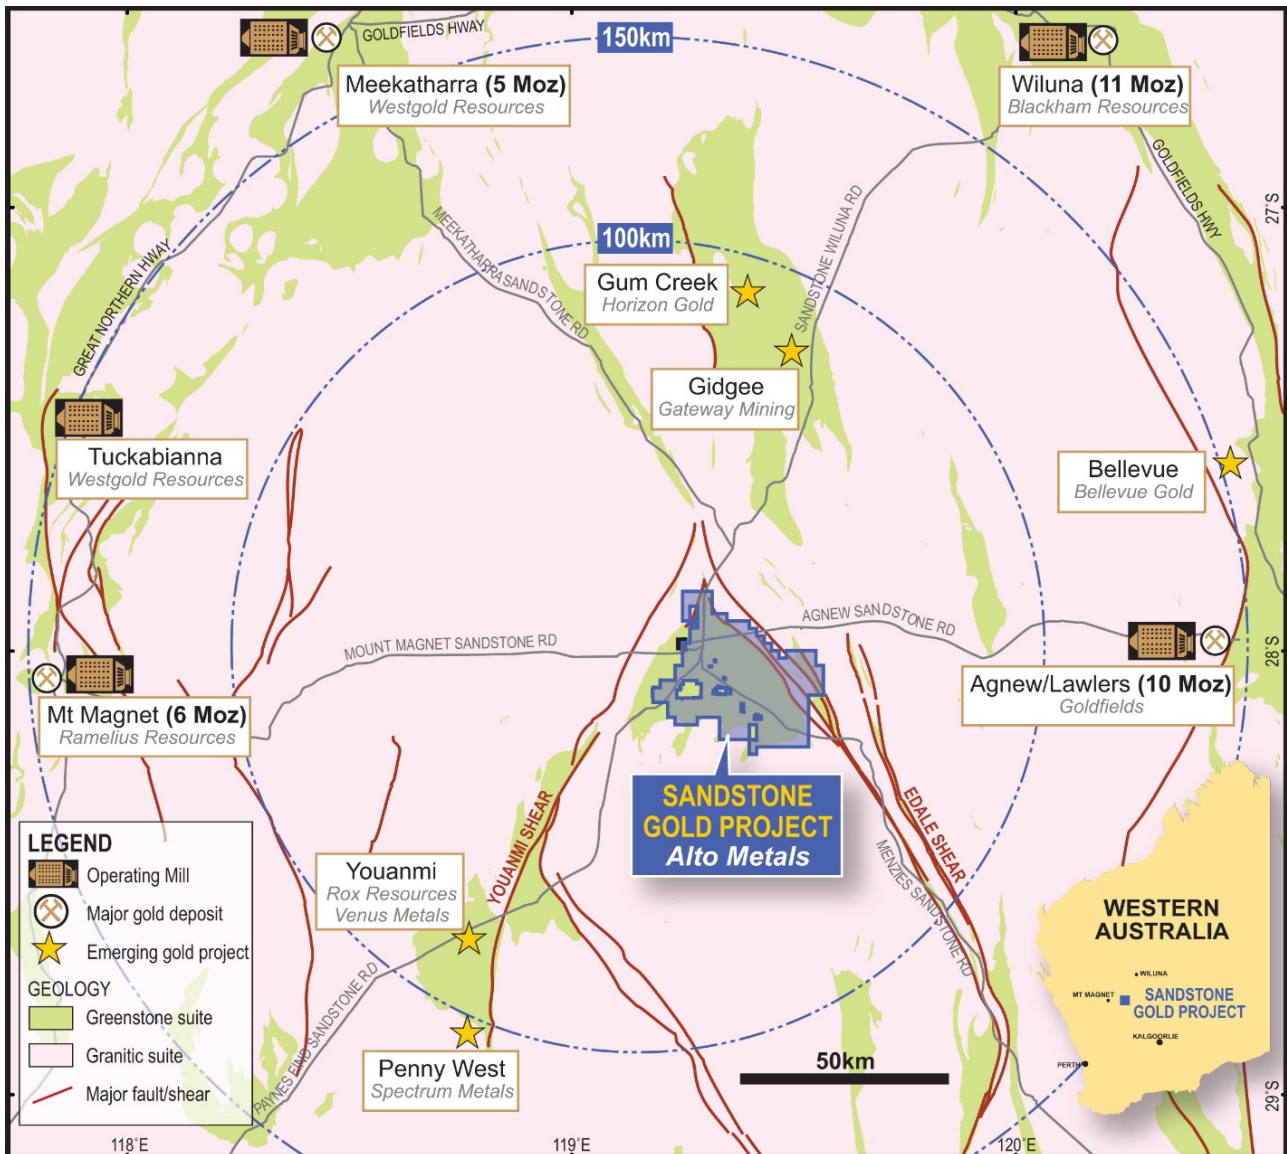 GOLDFIELDS HWY
150km
Meekatharra (5 Moz)
Westgold Resources
Wiluna (11 Moz)
Blackham Resources
GOLDFIELDS HWY
27°S
MEEKATHARRA SANDSTONE RD
SANDSTONE WILUNA RD
100km
GREAT NORTHERN HWY
Gum Creek
Horizon Gold
Gidgee
Gateway Mining
Tuckabianna
Westgold Resources
Bellevue
Bellevue Gold
MOUNT MAGNET SANDSTONE RD
AGNEW SANDSTONE RD
28°S
Mt Magnet (6 Moz)
Ramelius Resources
Agnew/Lawlers (10 Moz)
Goldfields
SANDSTONE
GOLD PROJECT
Alto Metals
YOUANMI SHEAR
EDALE SHEAR
MENZIES SANDSTONE RD
Youanmi
Rox Resources
Venus Metals
PAYNES FIND SANDSTONE RD
Penny West
Spectrum Metals
50km
LEGEND
Operating Mill
Major gold deposit
Emerging gold project
GEOLOGY
Greenstone suite
Granitic suite
Major fault/shear
WESTERN
AUSTRALIA
WILUNA
MT MAGNET
SANDSTONE
GOLD PROJECT
KALGOORLIE
PERTH
29°S
118°E
119°E
120°E